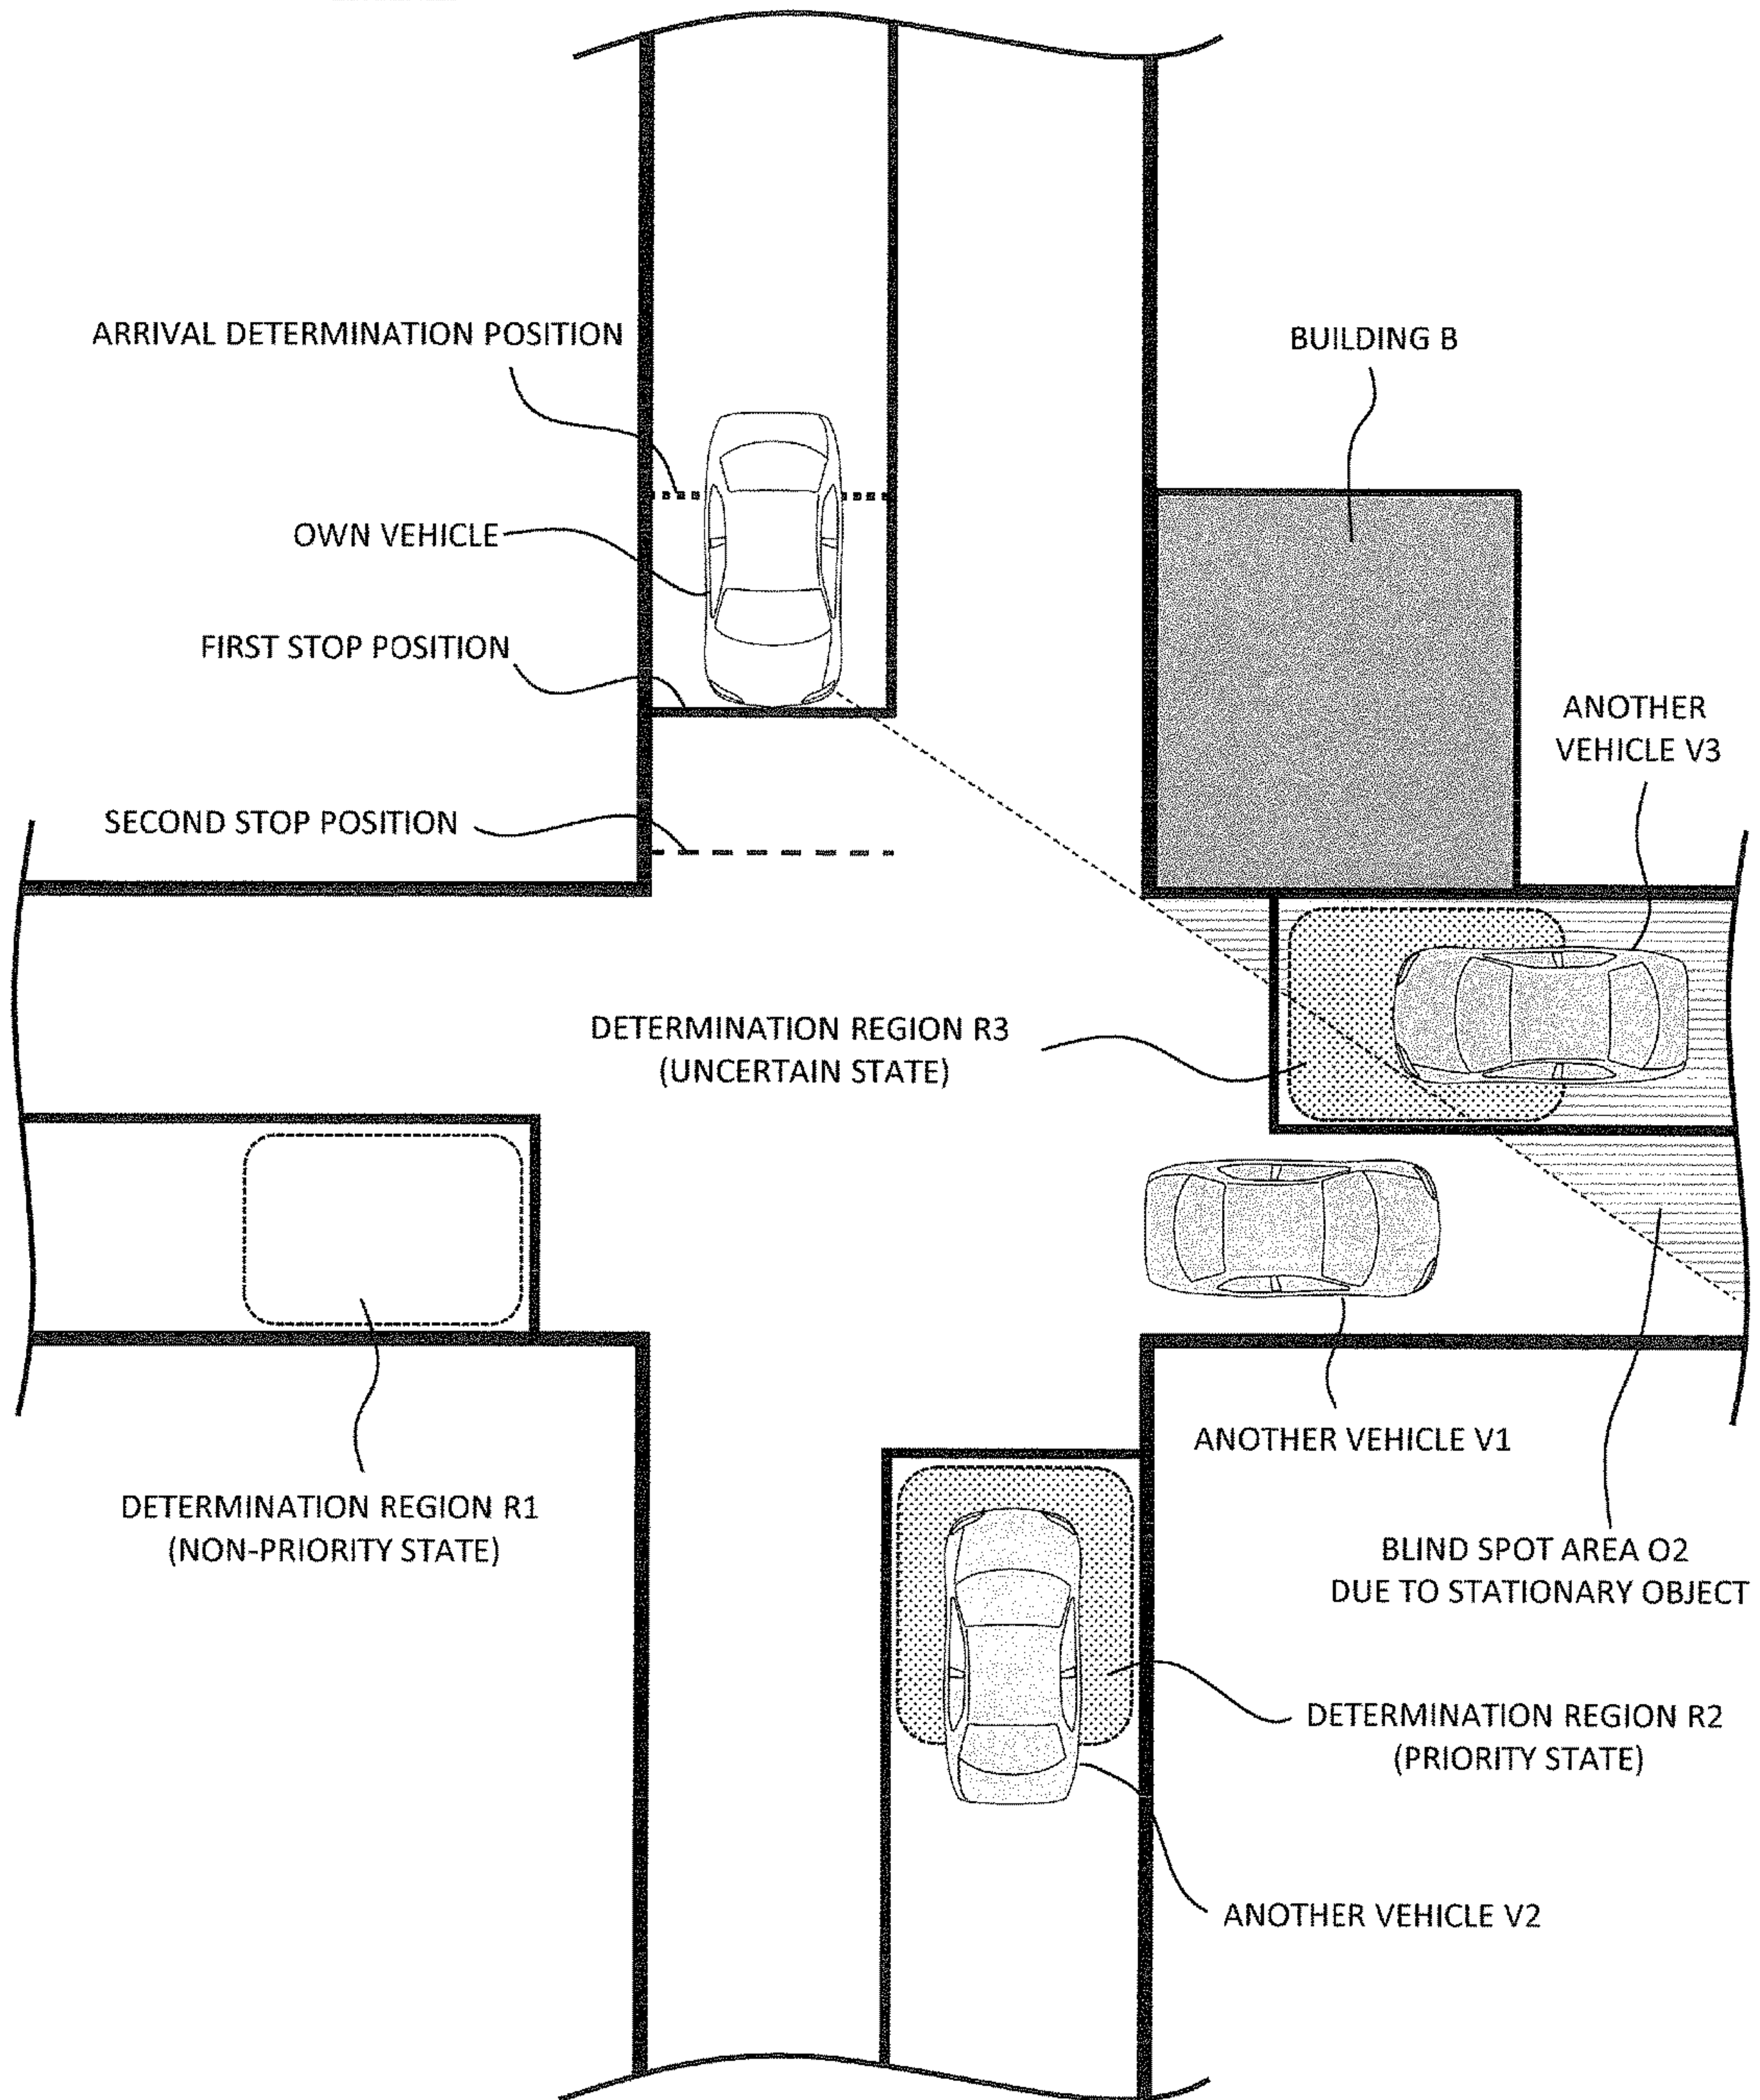 ARRIVAL DETERMINATION POSITION
BUILDING B
OWN VEHICLE
FIRST STOP POSITION
ANOTHER
VEHICLE V3
SECOND STOP POSITION
DETERMINATION REGION R3
(UNCERTAIN STATE)
ANOTHER VEHICLE V1
DETERMINATION REGION R1
(NON-PRIORITY STATE)
BLIND SPOT AREA O2
DUE TO STATIONARY OBJECT
DETERMINATION REGION R2
(PRIORITY STATE)
ANOTHER VEHICLE V2